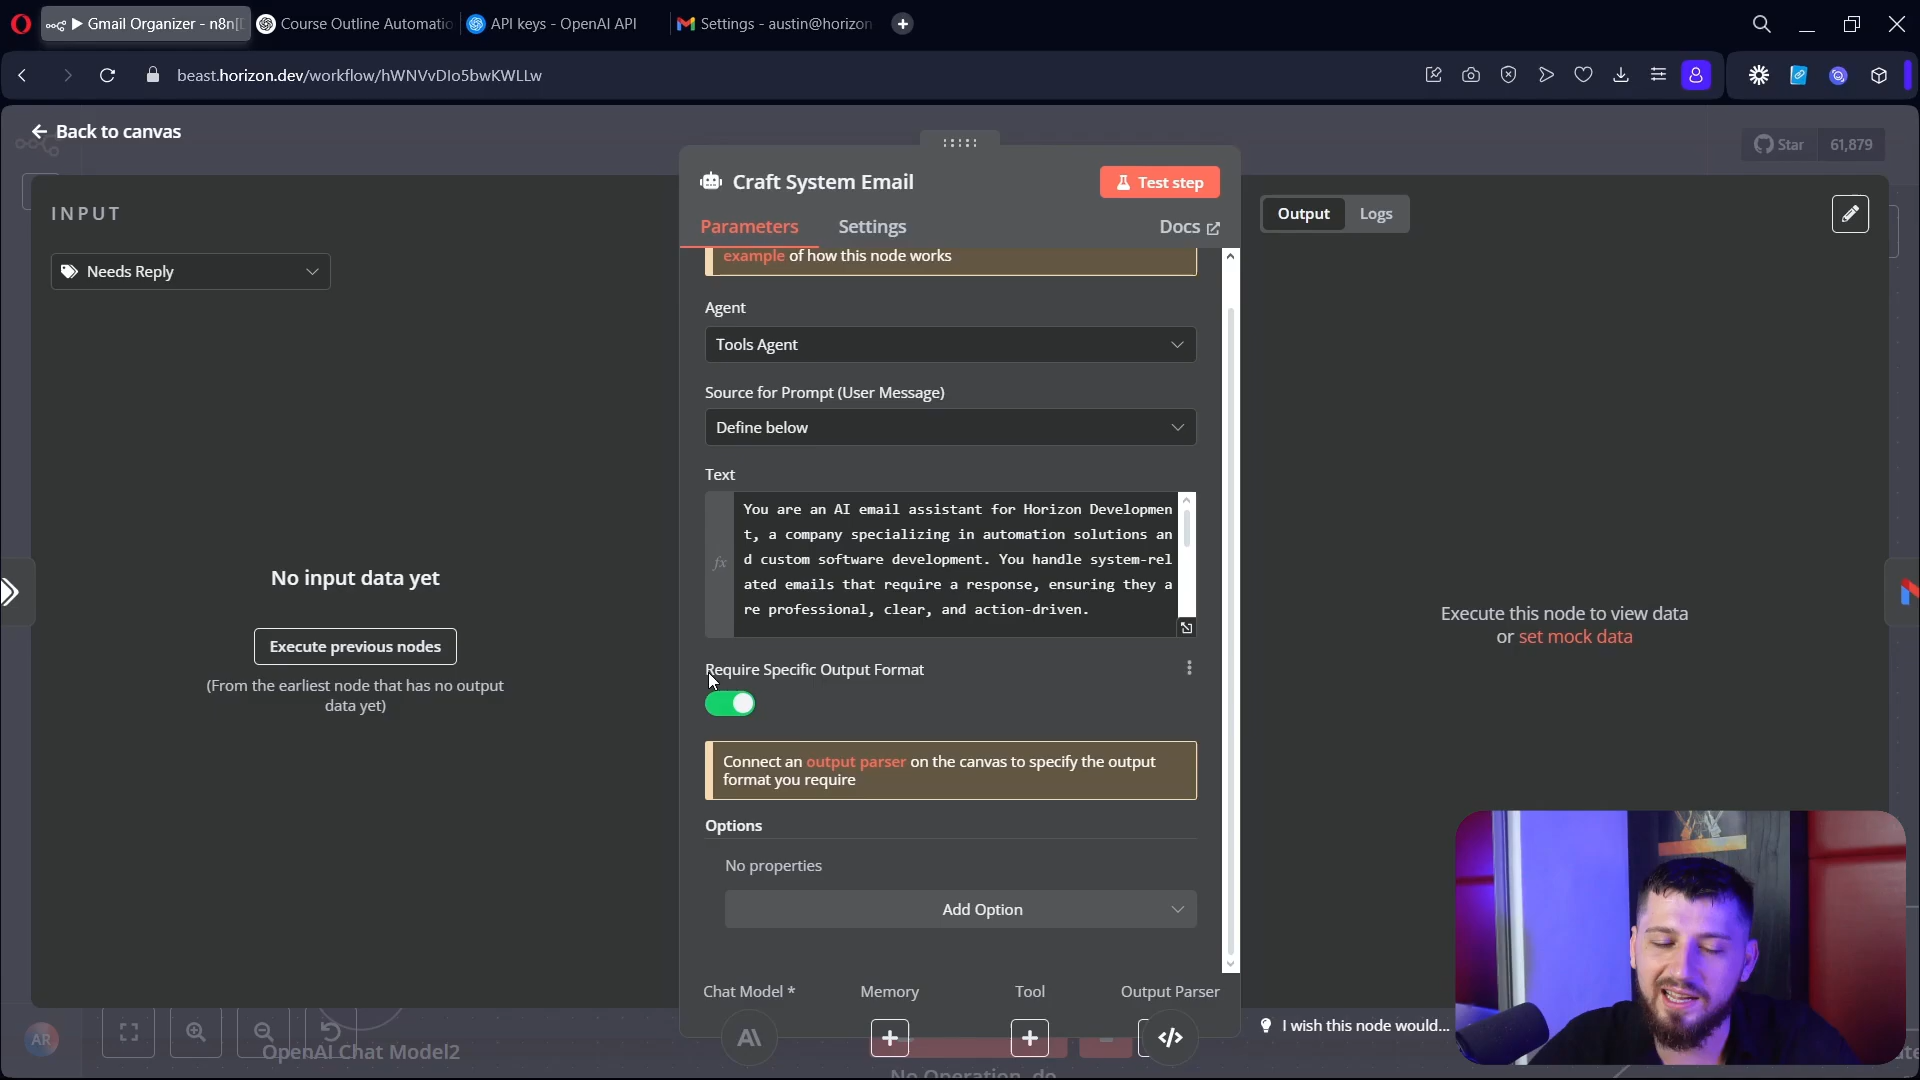 Gmail Organizer - n8n[
Course Outline Automatio
API keys - OpenAI API
Settings - austin@horizon
beast.horizon.dev/workflow/hWNVvDIo5bwKWLLw
Back to canvas
Star 61,879
Craft System Email
Test step
INPUT
Parameters
Settings
Docs
Output
Logs
Needs Reply
example of how this node works
Agent
Tools Agent
Source for Prompt (User Message)
Define below
Text
You are an AI email assistant for Horizon Developmen
t, a company specializing in automation solutions an
d custom software development. You handle system-rel
ated emails that require a response, ensuring they a
re professional, clear, and action-driven.
fx
No input data yet
Execute previous nodes
(From the earliest node that has no output
data yet)
Execute this node to view data
or set mock data
Require Specific Output Format
Connect an output parser on the canvas to specify the output
format you require
Options
No properties
Add Option
Chat Model *
Memory
Tool
Output Parser
I wish this node would...
AR
OpenAI Chat Model2
No Operation, do